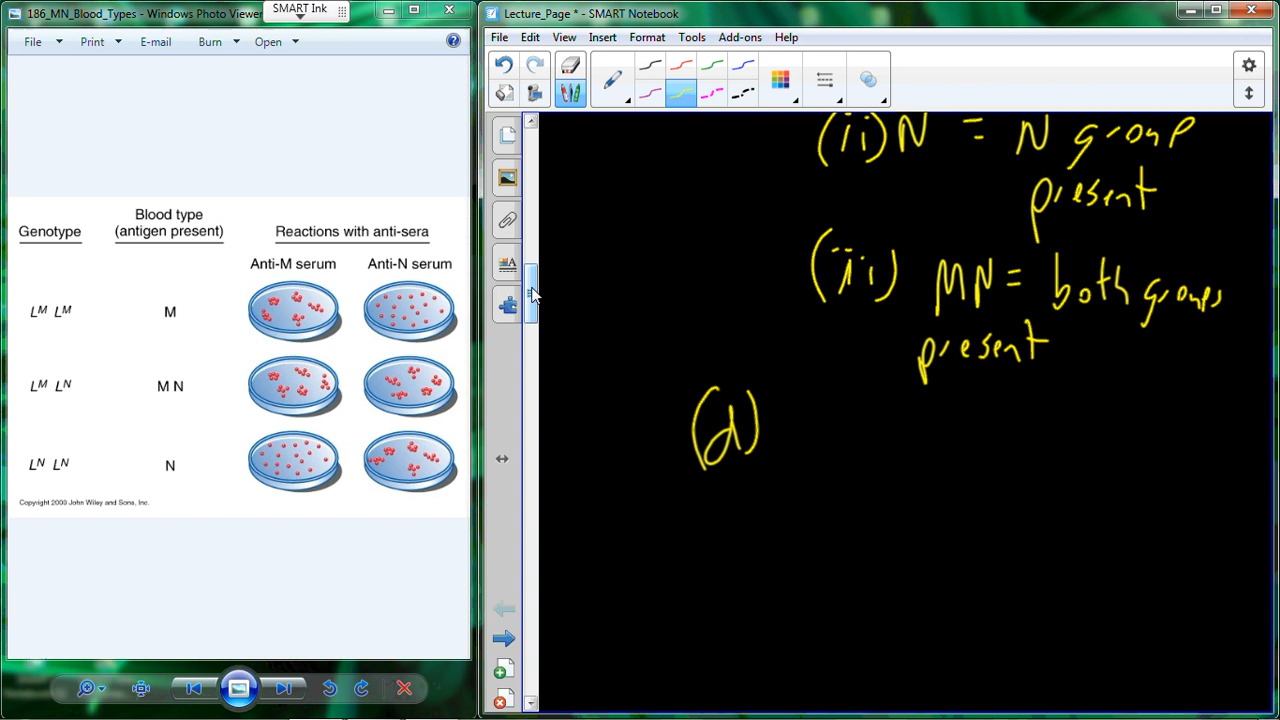 186_MN_Blood_Types - Windows Photo Viewer
SMART Ink
File Print E-mail Burn Open
Genotype
Blood type
(antigen present)
Reactions with anti-sera
Anti-M serum Anti-N serum
Lᴹ Lᴹ M
Lᴹ Lᴺ M N
Lᴺ Lᴺ N
Copyright 2000 John Wiley and Sons, Inc.
Lecture_Page * - SMART Notebook
File Edit View Insert Format Tools Add-ons Help
(ii) N = N group
present
(iii) MN = both groups
present
(d)